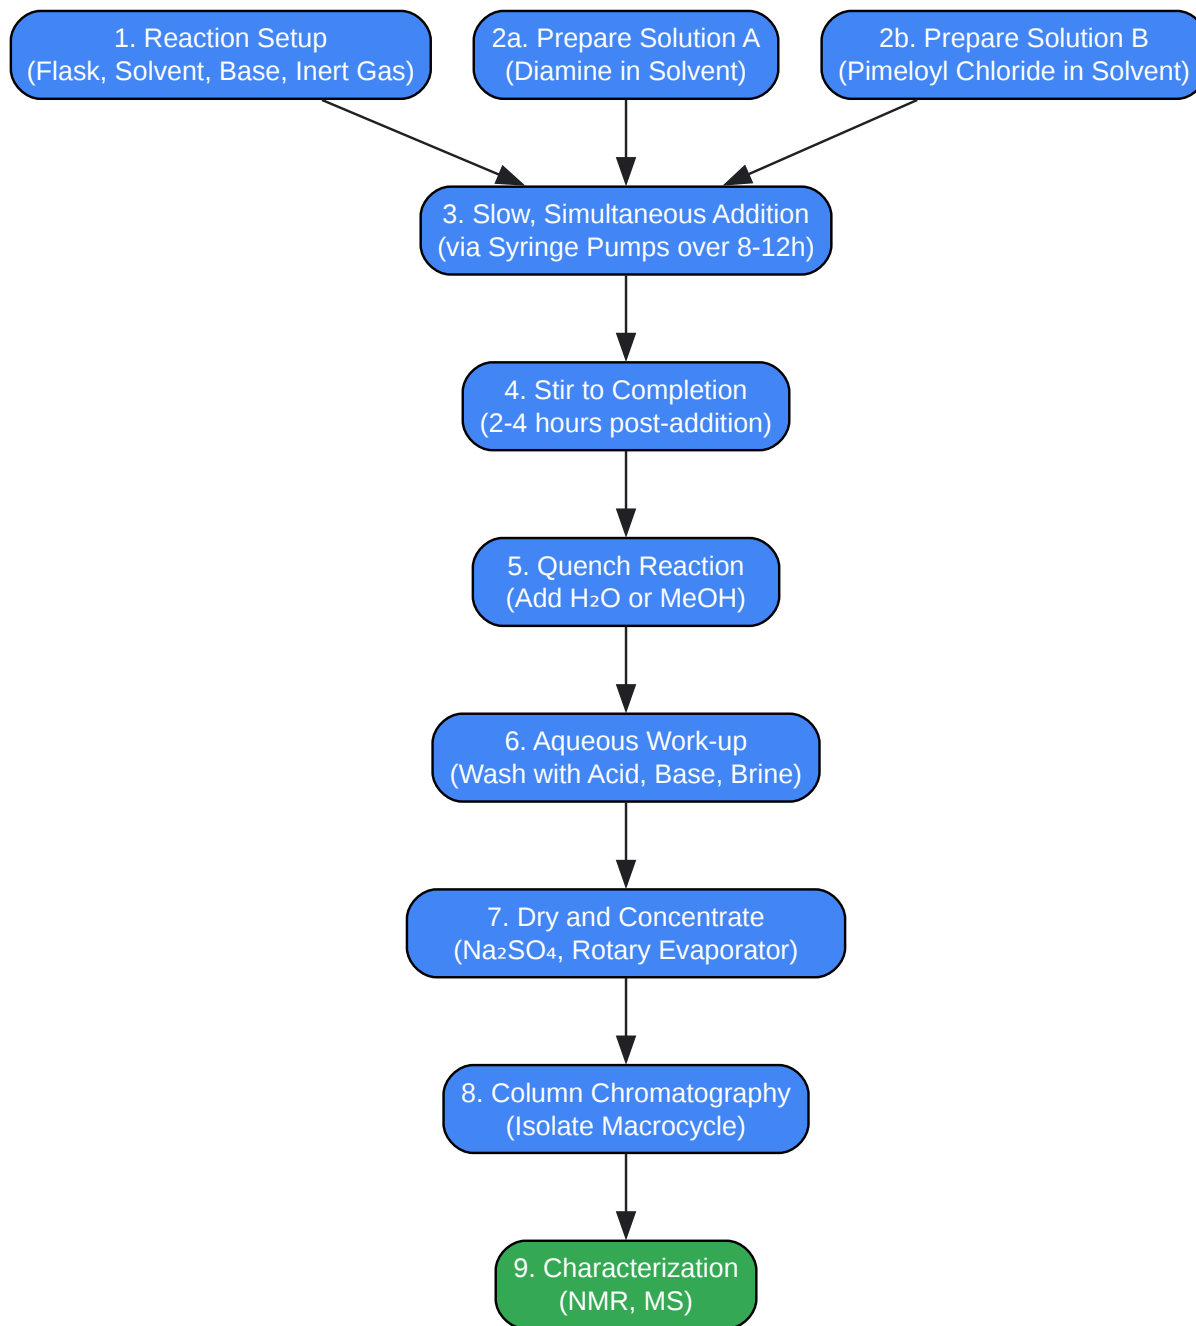 1. Reaction Setup
(Flask, Solvent, Base, Inert Gas)
2a. Prepare Solution A
(Diamine in Solvent)
2b. Prepare Solution B
(Pimeloyl Chloride in Solvent)
3. Slow, Simultaneous Addition
(via Syringe Pumps over 8-12h)
4. Stir to Completion
(2-4 hours post-addition)
5. Quench Reaction
(Add H₂O or MeOH)
6. Aqueous Work-up
(Wash with Acid, Base, Brine)
7. Dry and Concentrate
(Na₂SO₄, Rotary Evaporator)
8. Column Chromatography
(Isolate Macrocycle)
9. Characterization
(NMR, MS)